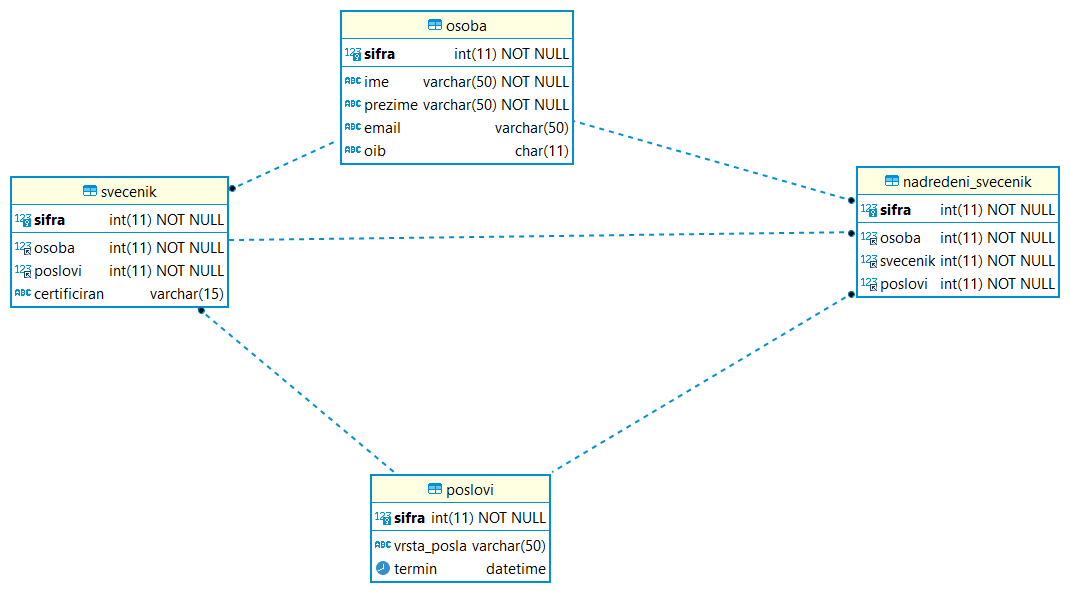 osoba
sifra int(11) NOT NULL
ime varchar(50) NOT NULL
prezime varchar(50) NOT NULL
email varchar(50)
oib char(11)
svecenik
sifra int(11) NOT NULL
osoba int(11) NOT NULL
poslovi int(11) NOT NULL
certificiran varchar(15)
nadredeni_svecenik
sifra int(11) NOT NULL
osoba int(11) NOT NULL
svecenik int(11) NOT NULL
poslovi int(11) NOT NULL
poslovi
sifra int(11) NOT NULL
vrsta_posla varchar(50)
termin datetime